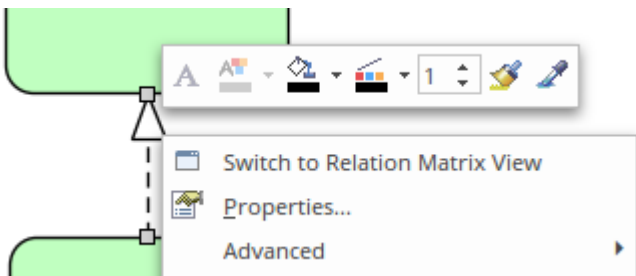 A A 1
Switch to Relation Matrix View
Properties...
Advanced